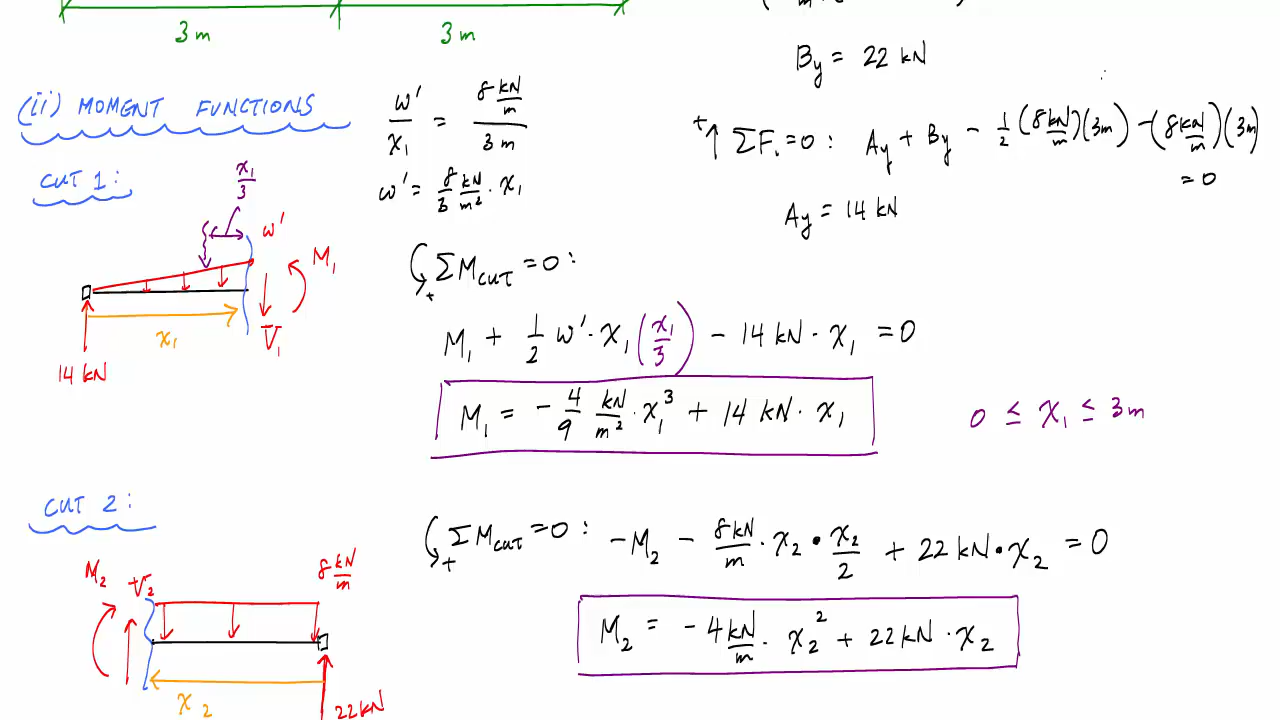 3 m 3 m
By = 22 kN
(ii) MOMENT FUNCTIONS
w'/x₁ = 8 kN/m / 3 m
w' = 8/3 kN/m² · x₁
+↑ ΣF. = 0 : Ay + By − 1/2 (8 kN/m)(3m) − (8 kN/m)(3m) = 0
Ay = 14 kN
CUT 1:
x₁/3
w'
M₁
V₁
x₁
14 kN
ΣM_CUT = 0 :
+
M₁ + 1/2 w' · x₁ (x₁/3) − 14 kN · x₁ = 0
M₁ = − 4/9 kN/m² · x₁³ + 14 kN · x₁
0 ≤ x₁ ≤ 3 m
CUT 2:
M₂
V₂
8 kN/m
x₂
22 kN
ΣM_CUT = 0 : −M₂ − 8 kN/m · x₂ · x₂/2 + 22 kN · x₂ = 0
+
M₂ = − 4 kN/m · x₂² + 22 kN · x₂